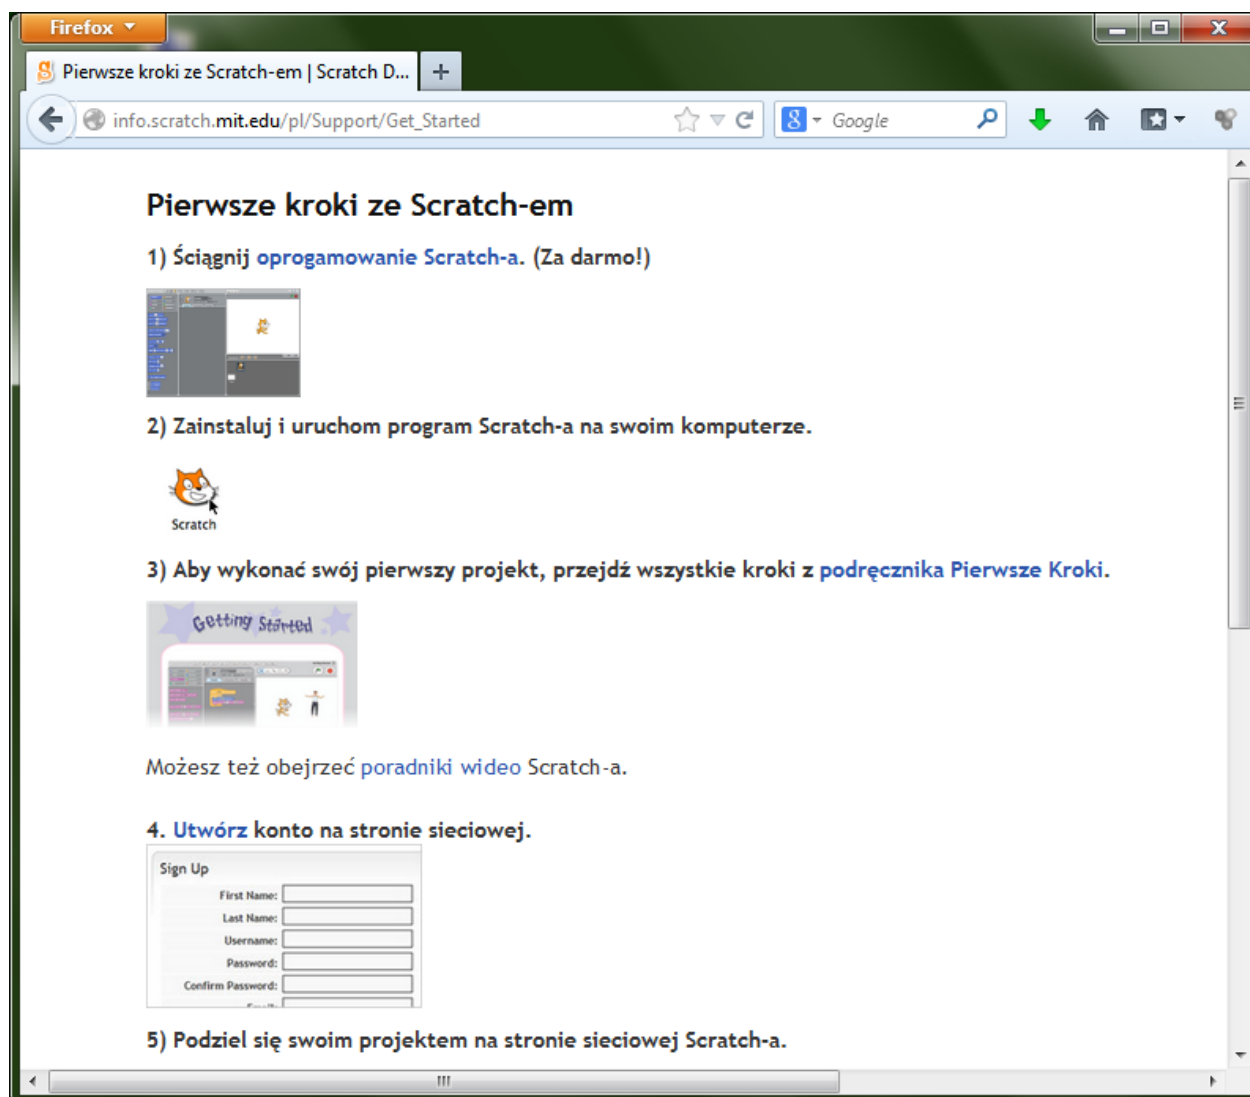 Firefox
Pierwsze kroki ze Scratch-em | Scratch D...
info.scratch.mit.edu/pl/Support/Get_Started
Google
Pierwsze kroki ze Scratch-em
1) Ściągnij oprogamowanie Scratch-a. (Za darmo!)
2) Zainstaluj i uruchom program Scratch-a na swoim komputerze.
Scratch
3) Aby wykonać swój pierwszy projekt, przejdź wszystkie kroki z podręcznika Pierwsze Kroki.
Getting Started
Możesz też obejrzeć poradniki wideo Scratch-a.
4. Utwórz konto na stronie sieciowej.
Sign Up
First Name:
Last Name:
Username:
Password:
Confirm Password:
Email:
5) Podziel się swoim projektem na stronie sieciowej Scratch-a.